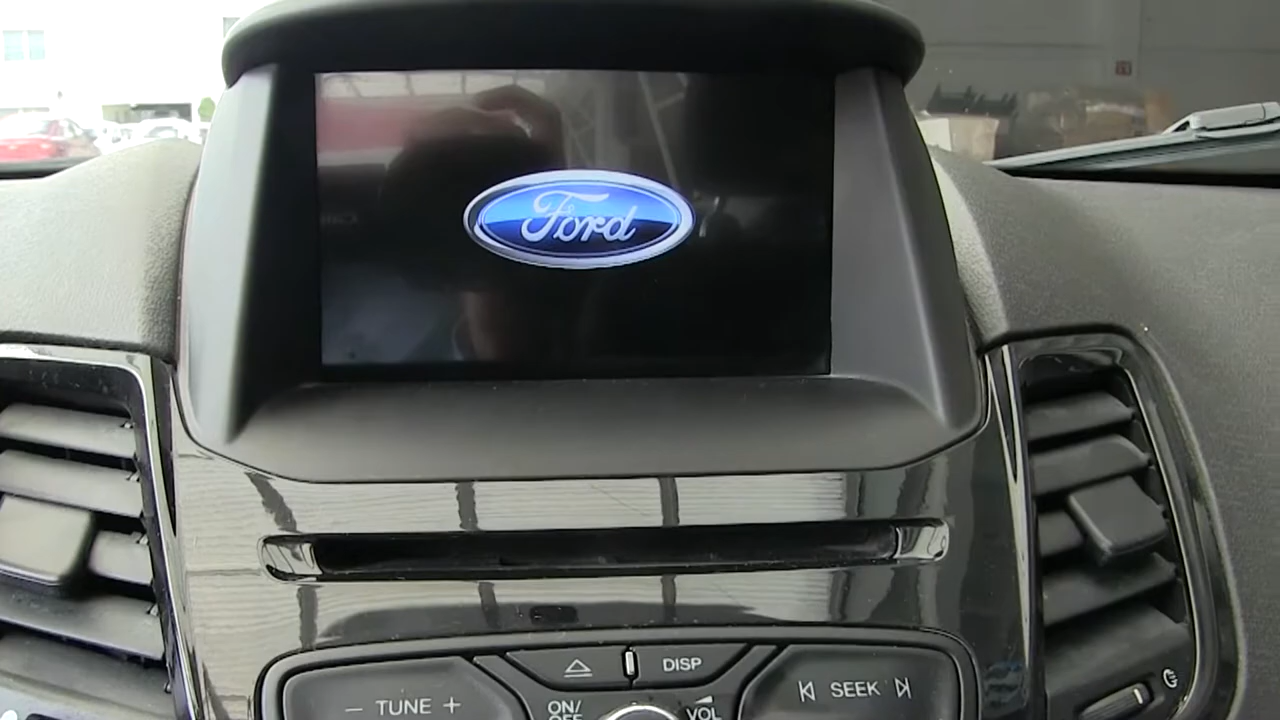 Ford
DISP
− TUNE +
SEEK
ON/
OFF
VOL